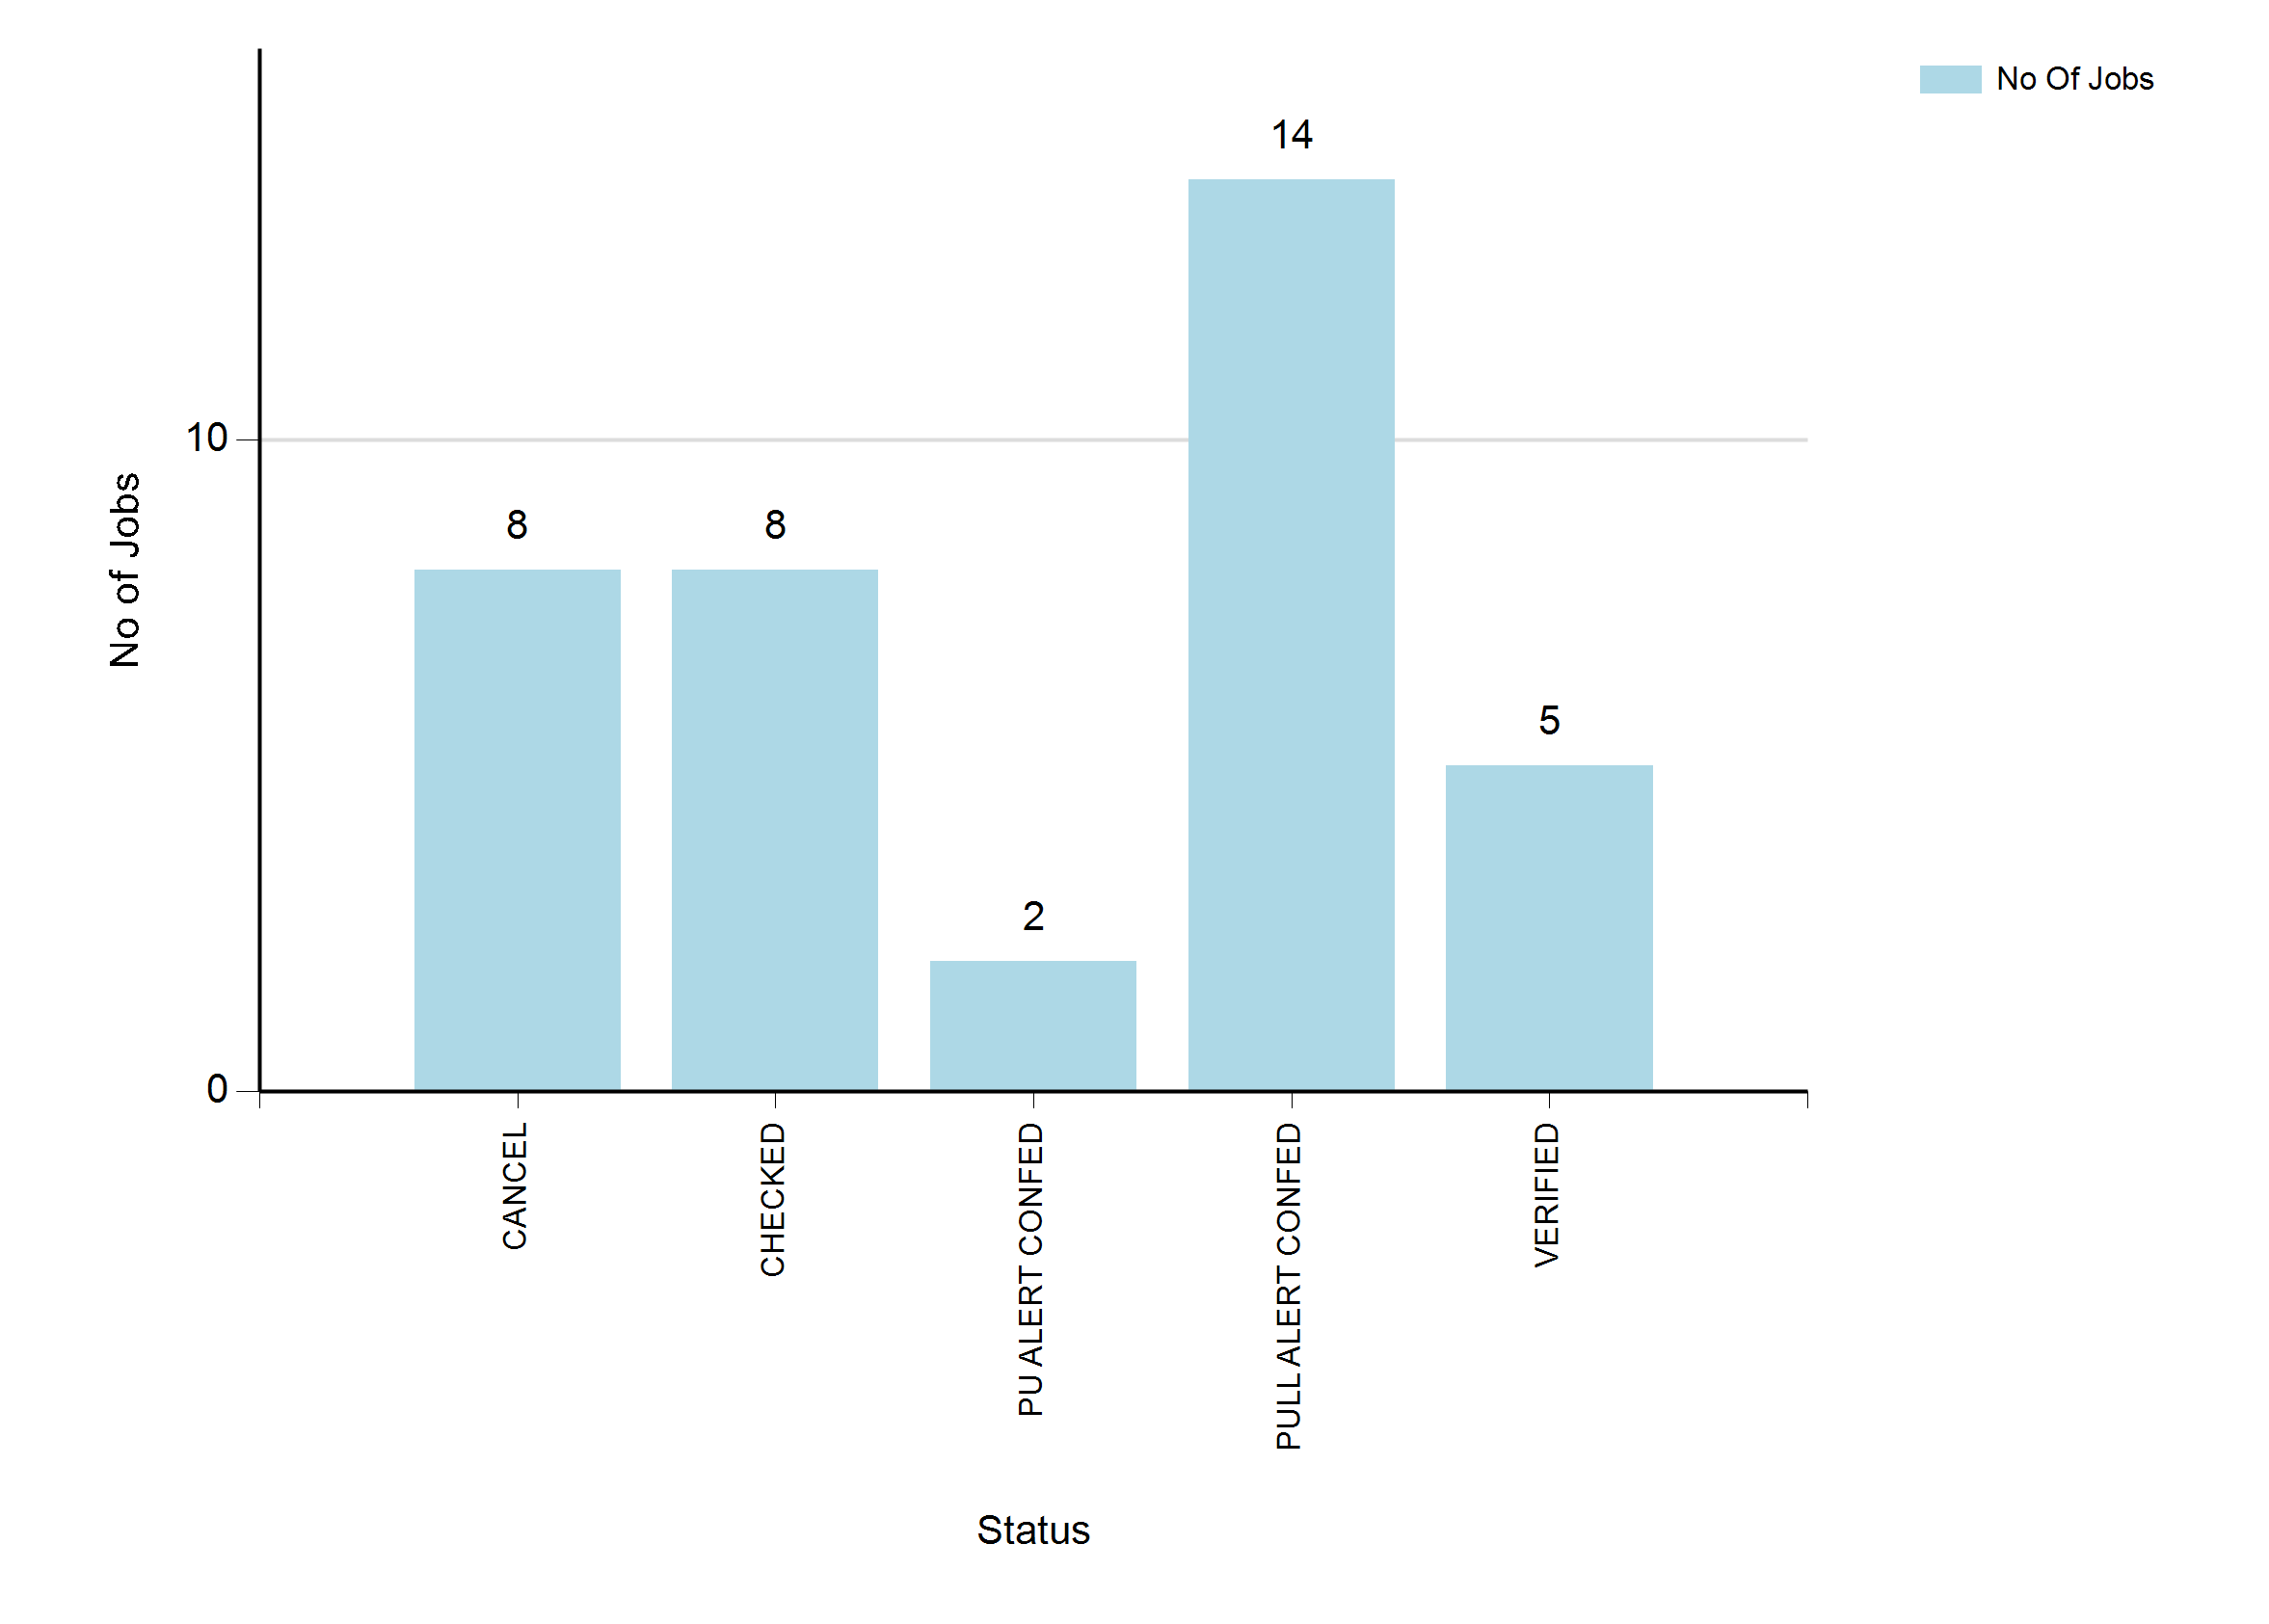 No Of Jobs
14
10
8
8
5
2
0
No of Jobs
CANCEL
CHECKED
PU ALERT CONFED
PULL ALERT CONFED
VERIFIED
Status